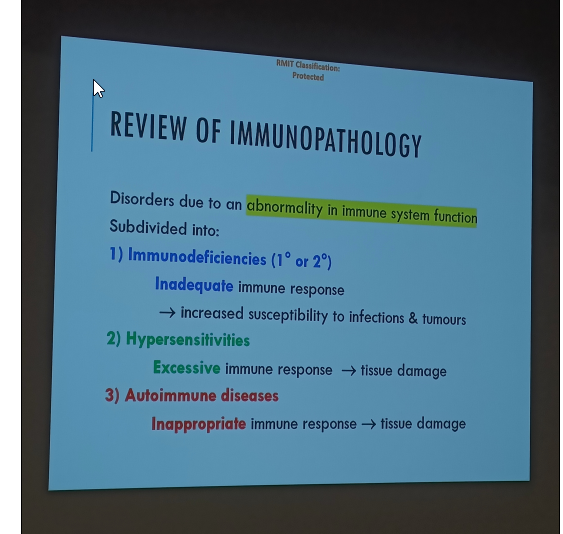 RMIT Classification:
Protected
REVIEW OF IMMUNOPATHOLOGY
Disorders due to an abnormality in immune system function
Subdivided into:
1) Immunodeficiencies (1° or 2°)
Inadequate immune response
→ increased susceptibility to infections & tumours
2) Hypersensitivities
Excessive immune response → tissue damage
3) Autoimmune diseases
Inappropriate immune response → tissue damage